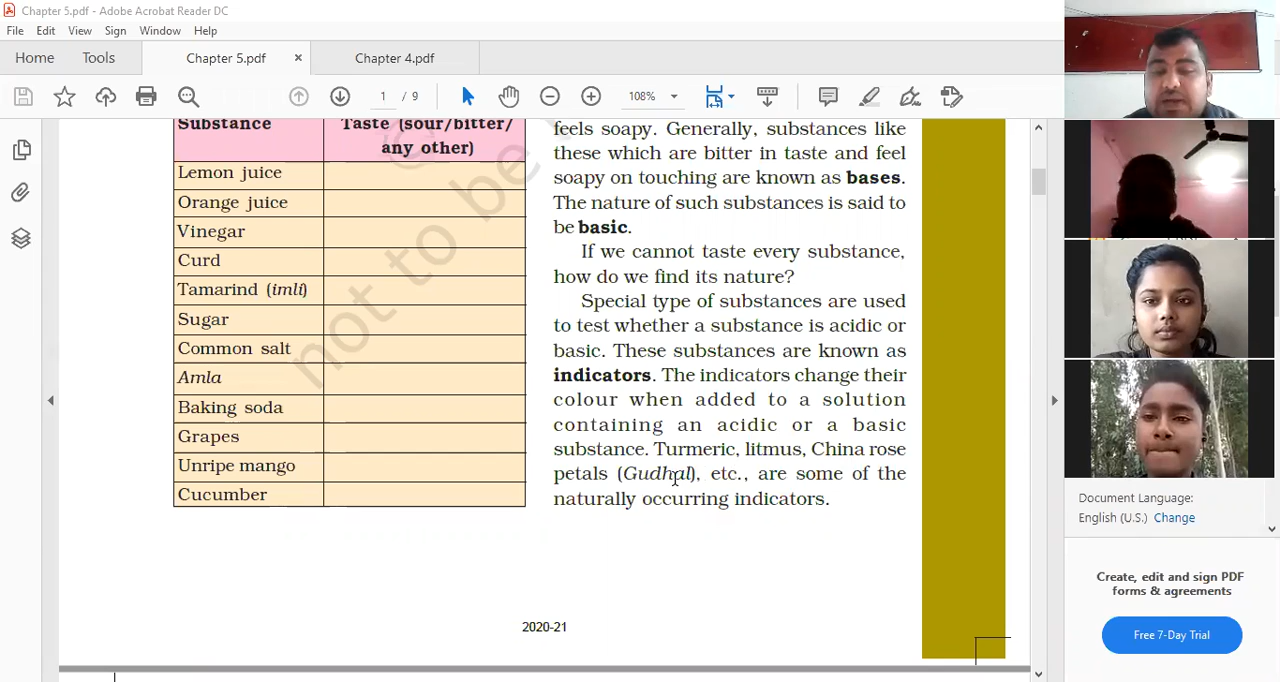 Chapter 5.pdf - Adobe Acrobat Reader DC
File Edit View Sign Window Help
Home Tools Chapter 5.pdf × Chapter 4.pdf
1 / 9 108%
Substance Taste (sour/bitter/
any other)
Lemon juice
Orange juice
Vinegar
Curd
Tamarind (imli)
Sugar
Common salt
Amla
Baking soda
Grapes
Unripe mango
Cucumber
not to be
feels soapy. Generally, substances like
these which are bitter in taste and feel
soapy on touching are known as bases.
The nature of such substances is said to
be basic.
If we cannot taste every substance,
how do we find its nature?
Special type of substances are used
to test whether a substance is acidic or
basic. These substances are known as
indicators. The indicators change their
colour when added to a solution
containing an acidic or a basic
substance. Turmeric, litmus, China rose
petals (Gudhal), etc., are some of the
naturally occurring indicators.
2020-21
Document Language:
English (U.S.) Change
Create, edit and sign PDF
forms & agreements
Free 7-Day Trial